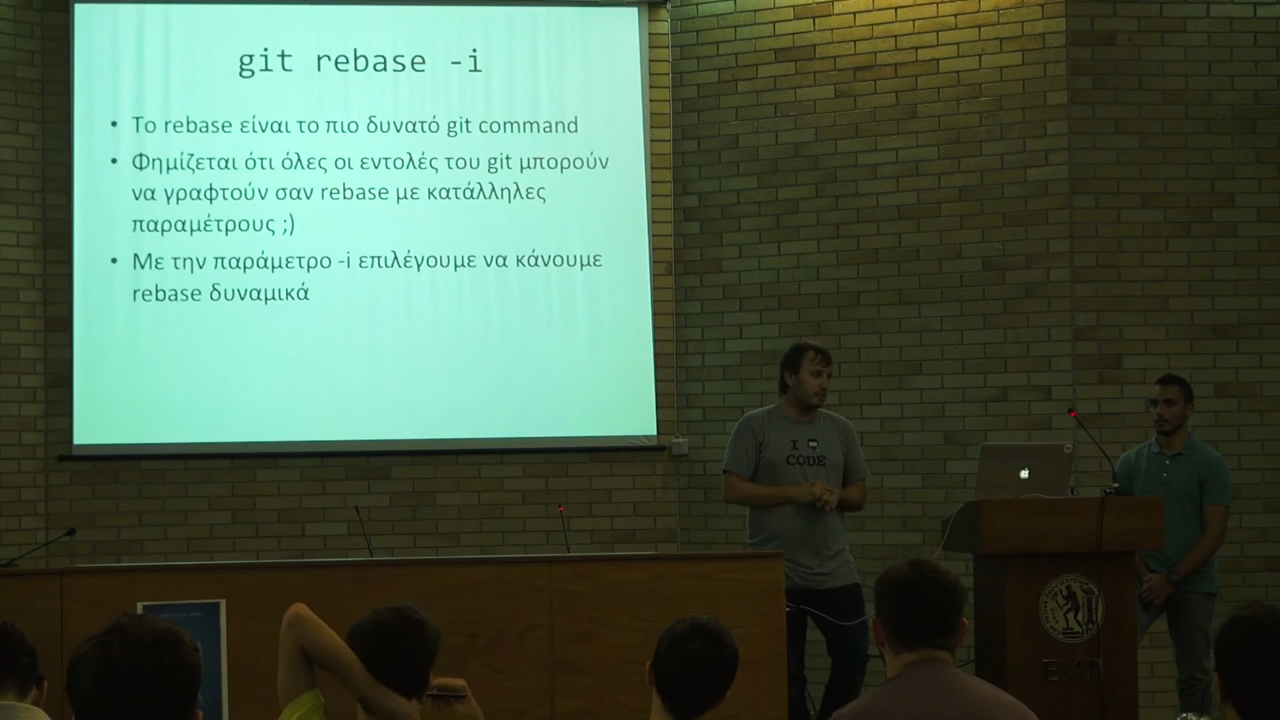 git rebase -i
• Το rebase είναι το πιο δυνατό git command
• Φημίζεται ότι όλες οι εντολές του git μπορούν
να γραφτούν σαν rebase με κατάλληλες
παραμέτρους ;)
• Με την παράμετρο -i επιλέγουμε να κάνουμε
rebase δυναμικά
I
CODE